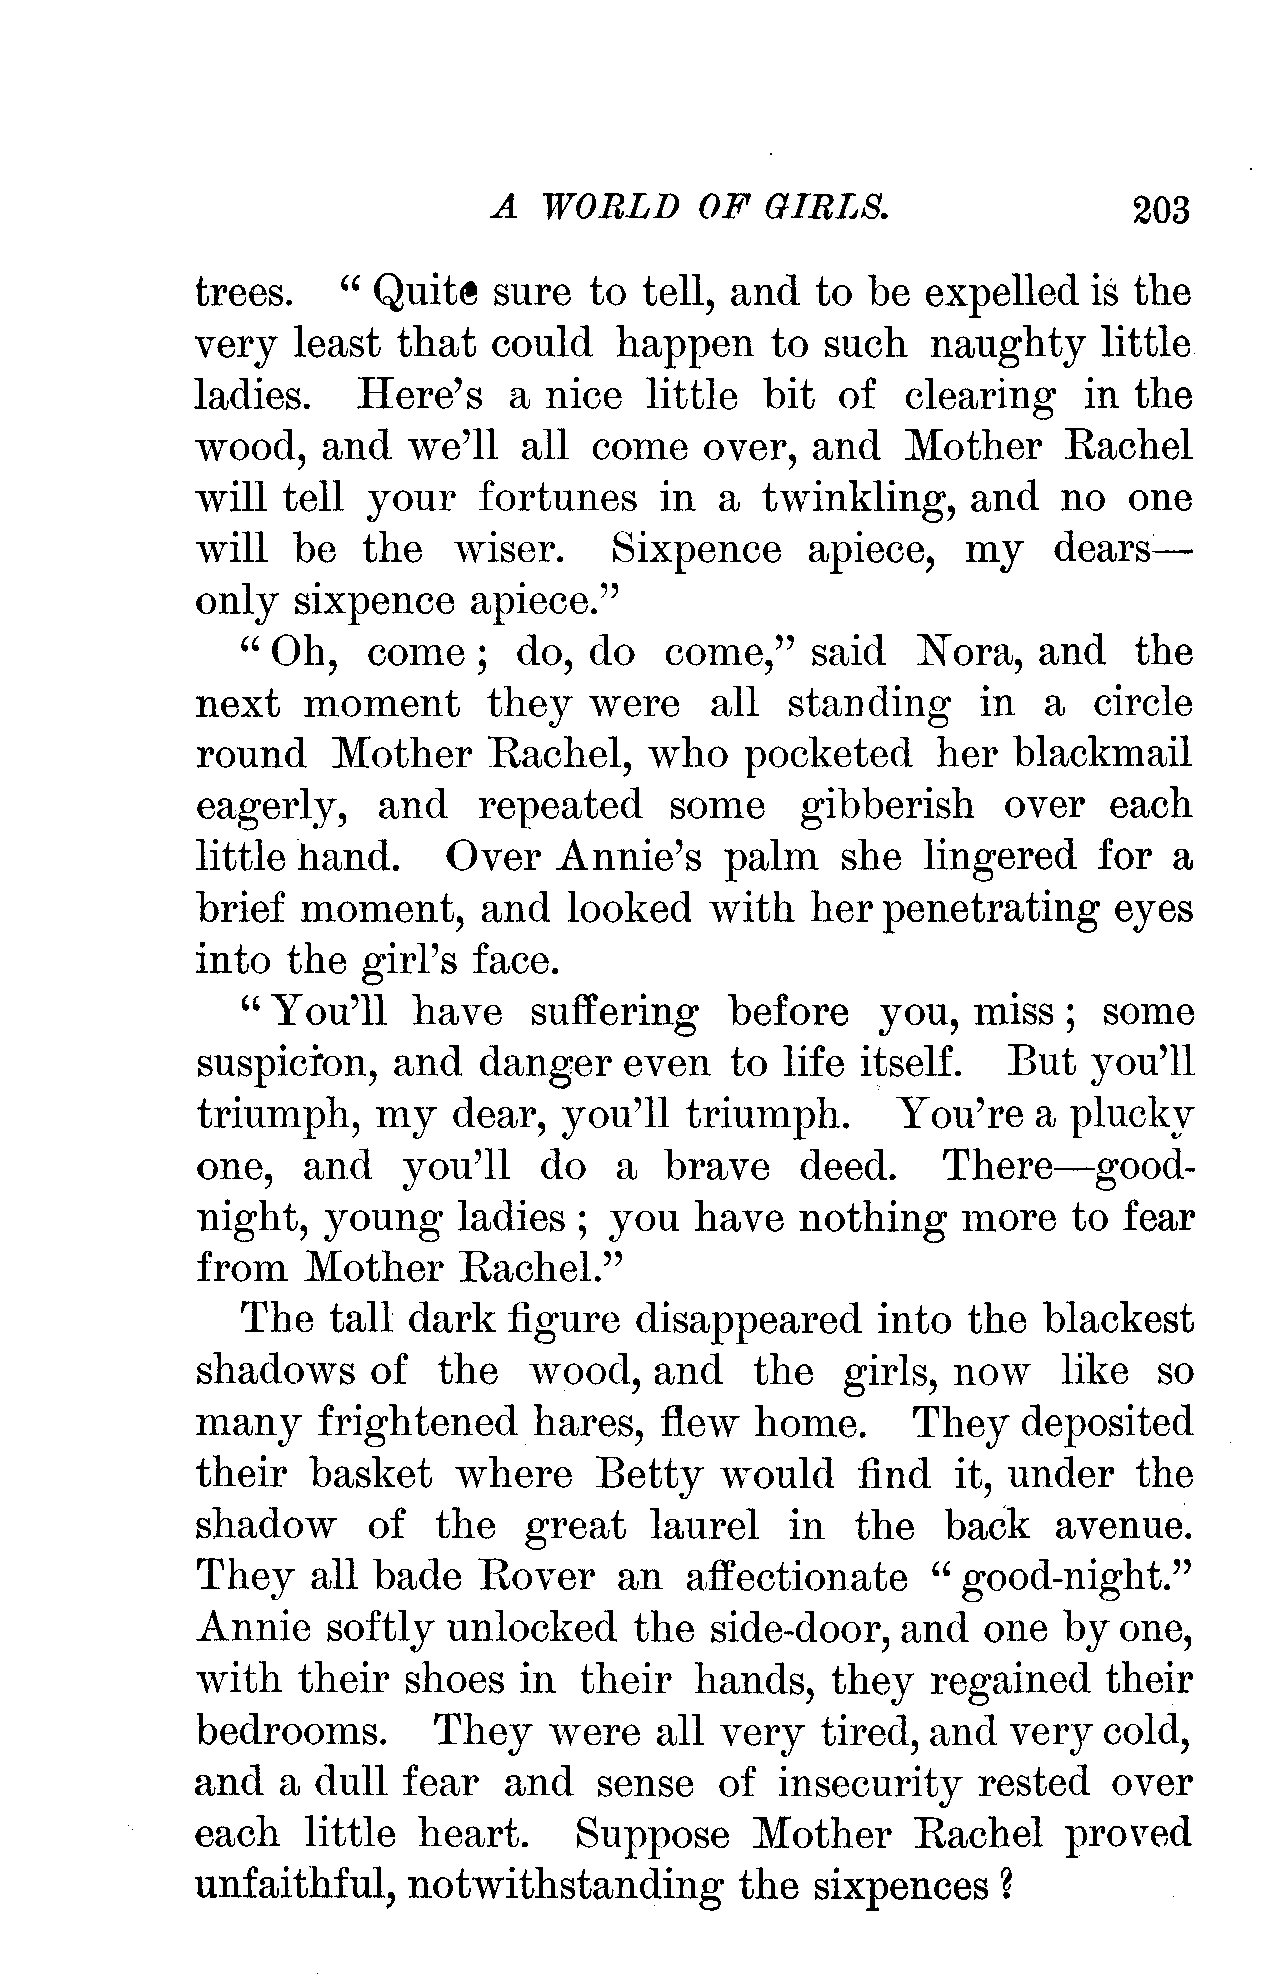 A WORLD OF GIRLS. 203
trees. “ Quite sure to tell, and to be expelled is the
very least that could happen to such naughty little
ladies. Here’s a nice little bit of clearing in the
wood, and we’ll all come over, and Mother Rachel
will tell your fortunes in a twinkling, and no one
will be the wiser. Sixpence apiece, my dears—
only sixpence apiece.”
“ Oh, come ; do, do come,” said Nora, and the
next moment they were all standing in a circle
round Mother Rachel, who pocketed her blackmail
eagerly, and repeated some gibberish over each
little hand. Over Annie’s palm she lingered for a
brief moment, and looked with her penetrating eyes
into the girl’s face.
“ You’ll have suffering before you, miss ; some
suspicion, and danger even to life itself. But you’ll
triumph, my dear, you’ll triumph. You’re a plucky
one, and you’ll do a brave deed. There—good-
night, young ladies ; you have nothing more to fear
from Mother Rachel.”
The tall dark figure disappeared into the blackest
shadows of the wood, and the girls, now like so
many frightened hares, flew home. They deposited
their basket where Betty would find it, under the
shadow of the great laurel in the back avenue.
They all bade Rover an affectionate “ good-night.”
Annie softly unlocked the side-door, and one by one,
with their shoes in their hands, they regained their
bedrooms. They were all very tired, and very cold,
and a dull fear and sense of insecurity rested over
each little heart. Suppose Mother Rachel proved
unfaithful, notwithstanding the sixpences ?